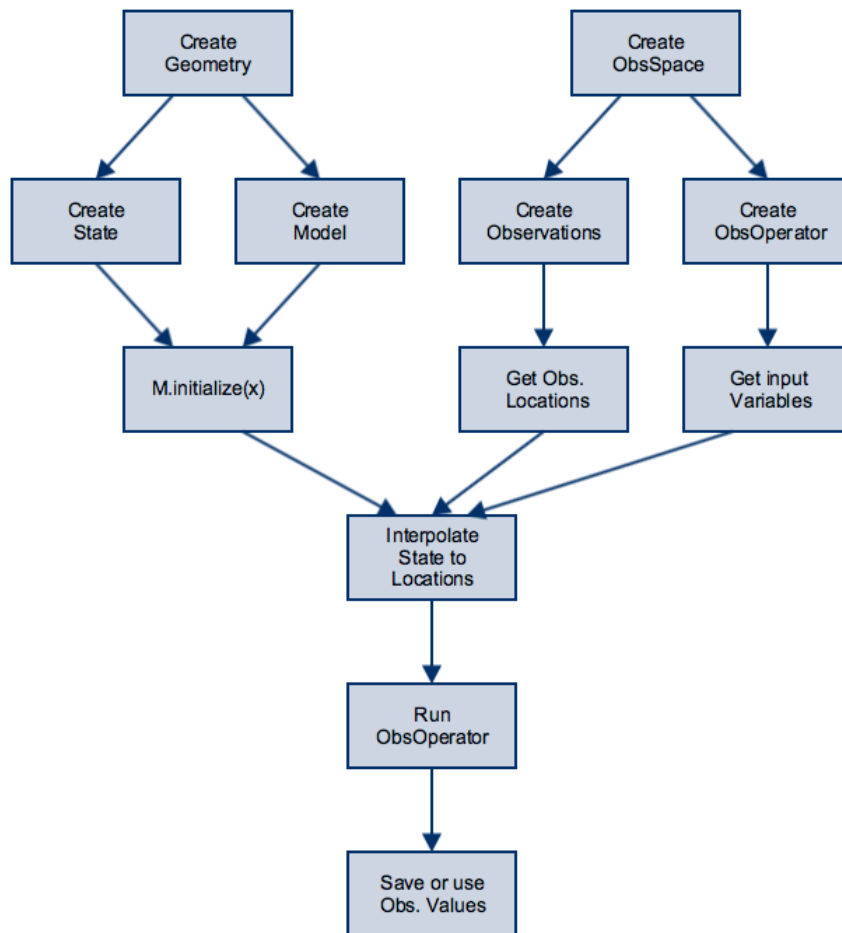 Create
Geometry
Create
ObsSpace
Create
State
Create
Model
Create
Observations
Create
ObsOperator
M.initialize(x)
Get Obs.
Locations
Get input
Variables
Interpolate
State to
Locations
Run
ObsOperator
Save or use
Obs. Values